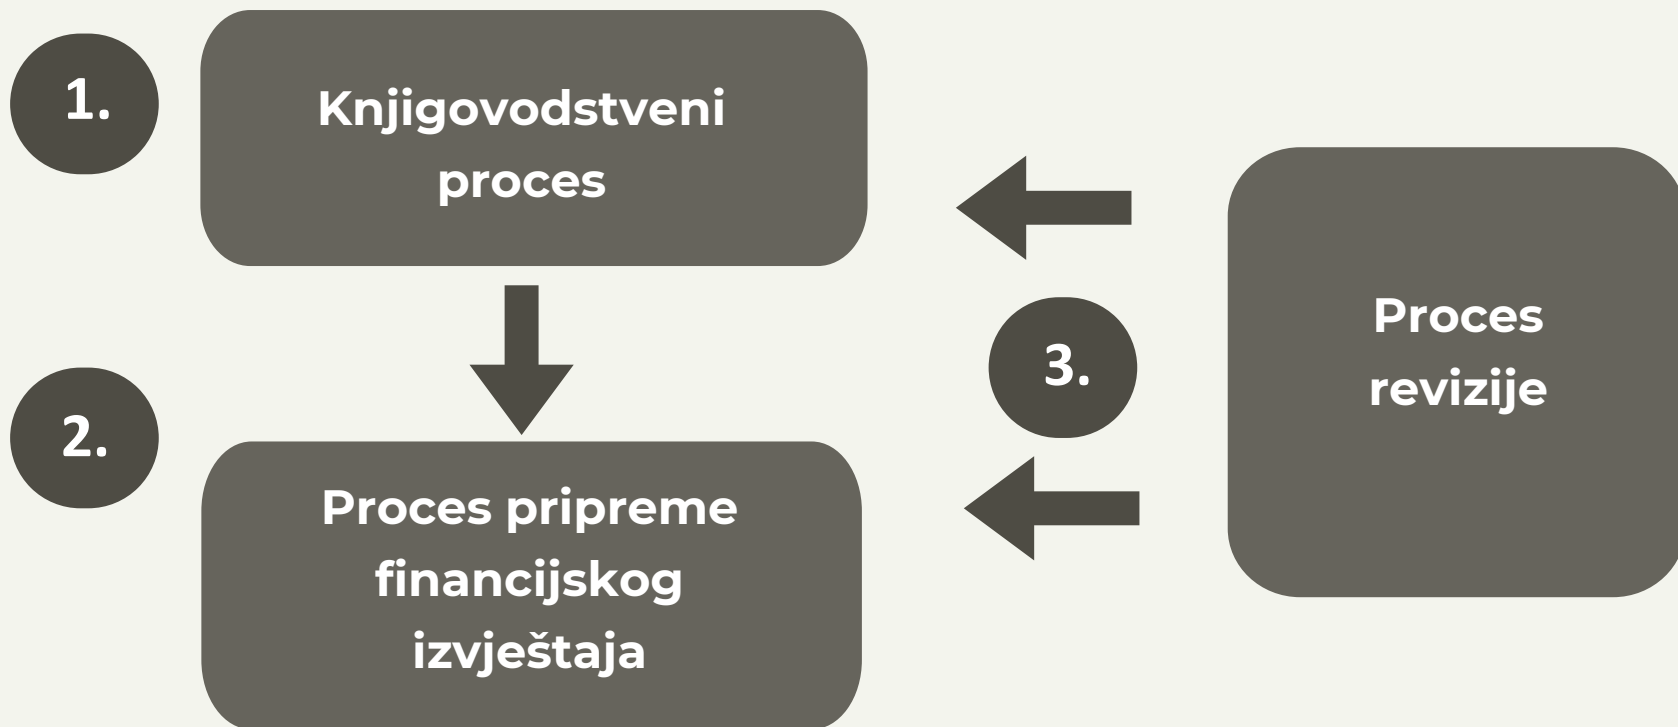 1.
Knjigovodstveni
proces
2.
Proces pripreme
financijskog
izvještaja
3.
Proces
revizije